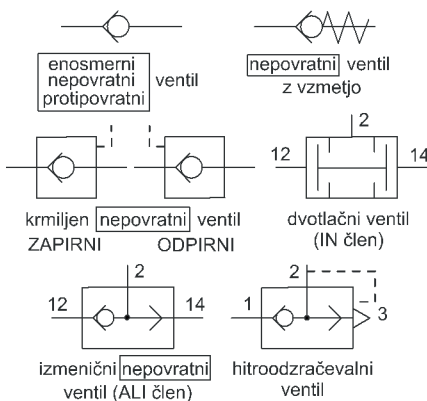 enosmerni
nepovratni ventil
protipovratni
nepovratni ventil
z vzmetjo
krmiljen nepovratni ventil
ZAPIRNI ODPIRNI
2
12 14
dvotlačni ventil
(IN člen)
2
12 14
izmenični nepovratni
ventil (ALI člen)
2
1 3
hitroodzračevalni
ventil